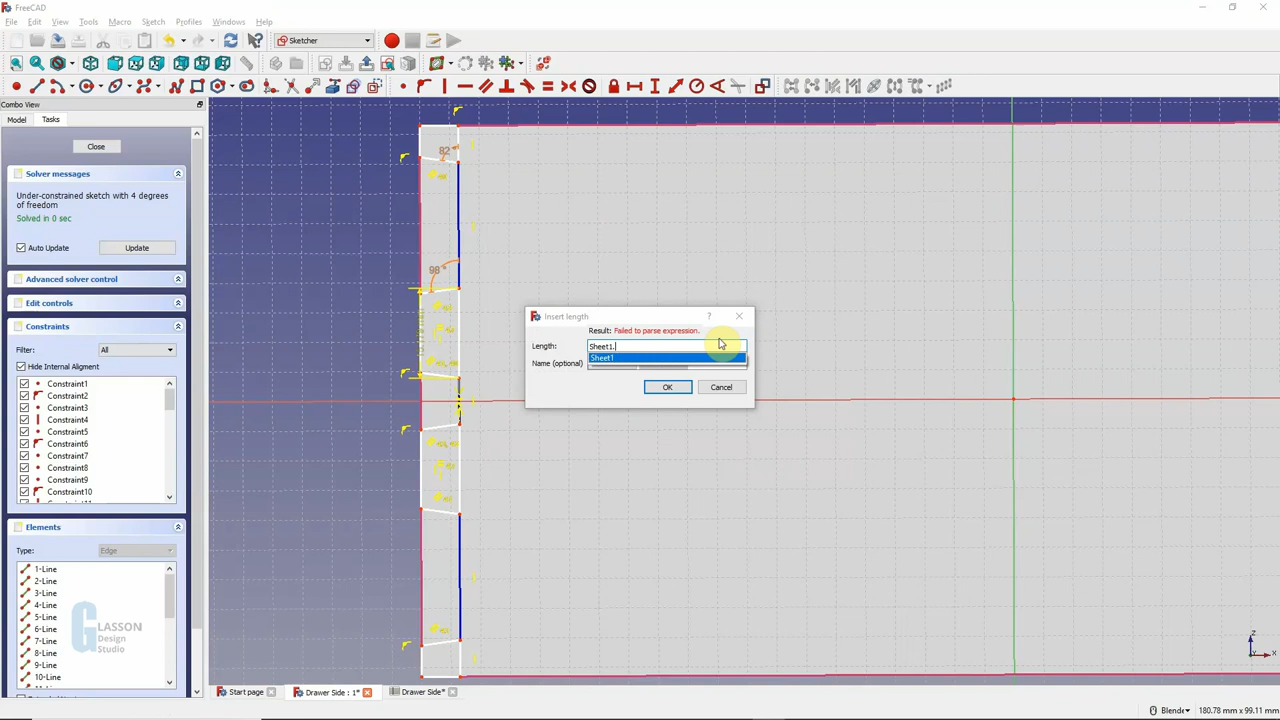 FreeCAD
File Edit View Tools Macro Sketch Profiles Windows Help
Sketcher
Combo View
Model Tasks
Close
Solver messages
Under-constrained sketch with 4 degrees
of freedom
Solved in 0 sec
Auto Update Update
Advanced solver control
Edit controls
Constraints
Filter: All
Hide Internal Alignment
Constraint1
Constraint2
Constraint3
Constraint4
Constraint5
Constraint6
Constraint7
Constraint8
Constraint9
Constraint10
Elements
Type: Edge
1-Line
2-Line
3-Line
4-Line
5-Line
6-Line
7-Line
8-Line
9-Line
10-Line
GLASSON
Design
Studio
82 °
98 °
Insert length
?
Result: Failed to parse expression.
Length: Sheet1.
Sheet1
Name (optional)
OK Cancel
Z
Y X
Start page Drawer Side : 1* Drawer Side*
Blender 180.78 mm x 99.11 mm